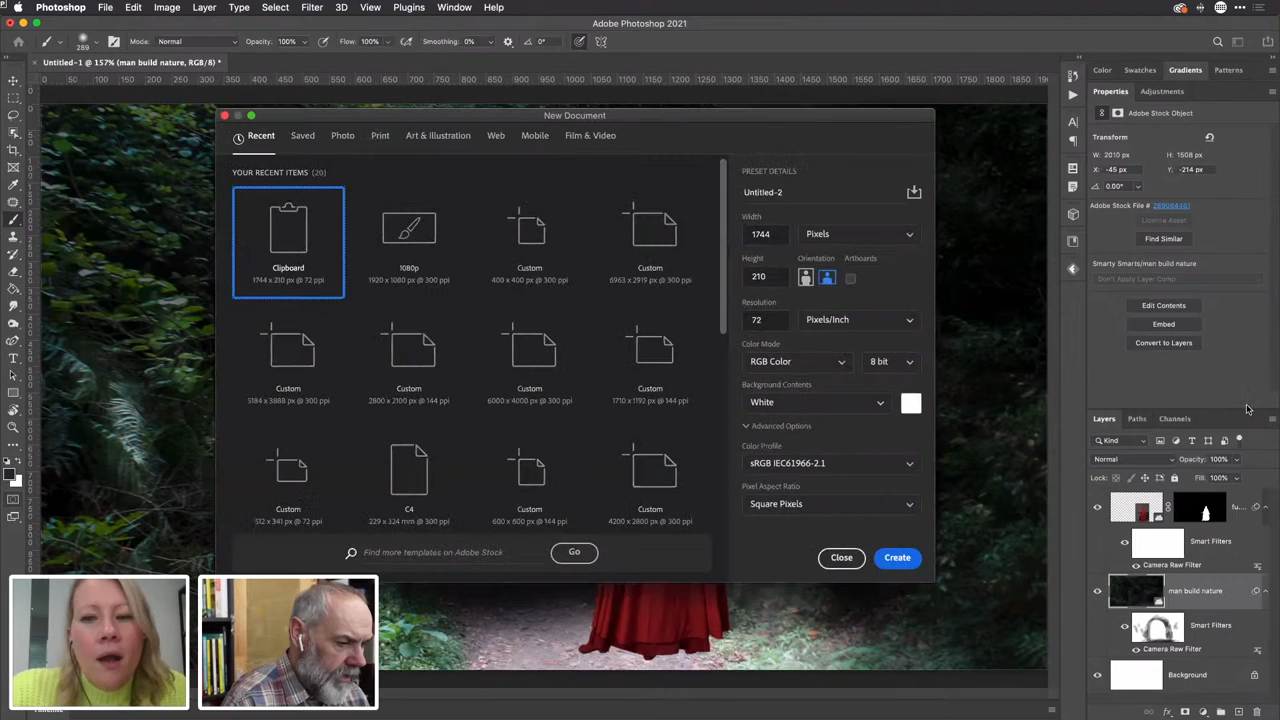 Photoshop File Edit Image Layer Type Select Filter 3D View Plugins Window Help
Adobe Photoshop 2021
289 Mode: Normal Opacity: 100% Flow: 100% Smoothing: 0% 0°
Untitled-1 @ 157% (man build nature, RGB/8) *
New Document
Recent Saved Photo Print Art & Illustration Web Mobile Film & Video
YOUR RECENT ITEMS (20)
Clipboard
1744 x 210 px @ 72 ppi
1080p
1920 x 1080 px @ 300 ppi
Custom
400 x 400 px @ 300 ppi
Custom
6963 x 2919 px @ 300 ppi
Custom
5184 x 3888 px @ 300 ppi
Custom
2800 x 2100 px @ 144 ppi
Custom
6000 x 4000 px @ 300 ppi
Custom
1710 x 1192 px @ 144 ppi
Custom
512 x 341 px @ 72 ppi
C4
229 x 324 mm @ 300 ppi
Custom
600 x 600 px @ 144 ppi
Custom
4200 x 2800 px @ 300 ppi
Find more templates on Adobe Stock
Go
PRESET DETAILS
Untitled-2
Width
1744 Pixels
Height Orientation Artboards
210
Resolution
72 Pixels/Inch
Color Mode
RGB Color 8 bit
Background Contents
White
Advanced Options
Color Profile
sRGB IEC61966-2.1
Pixel Aspect Ratio
Square Pixels
Close Create
Color Swatches Gradients Patterns
Properties Adjustments
Adobe Stock Object
Transform
W: 2010 px H: 1508 px
X: -45 px Y: -214 px
0.00°
Adobe Stock File #
License Asset
Find Similar
Smarty Smarts/man build nature
Don't Apply Layer Comp
Edit Contents
Embed
Convert to Layers
Layers Paths Channels
Kind
Normal Opacity: 100%
Lock: Fill: 100%
fu...
Smart Filters
Camera Raw Filter
man build nature
Smart Filters
Camera Raw Filter
Background